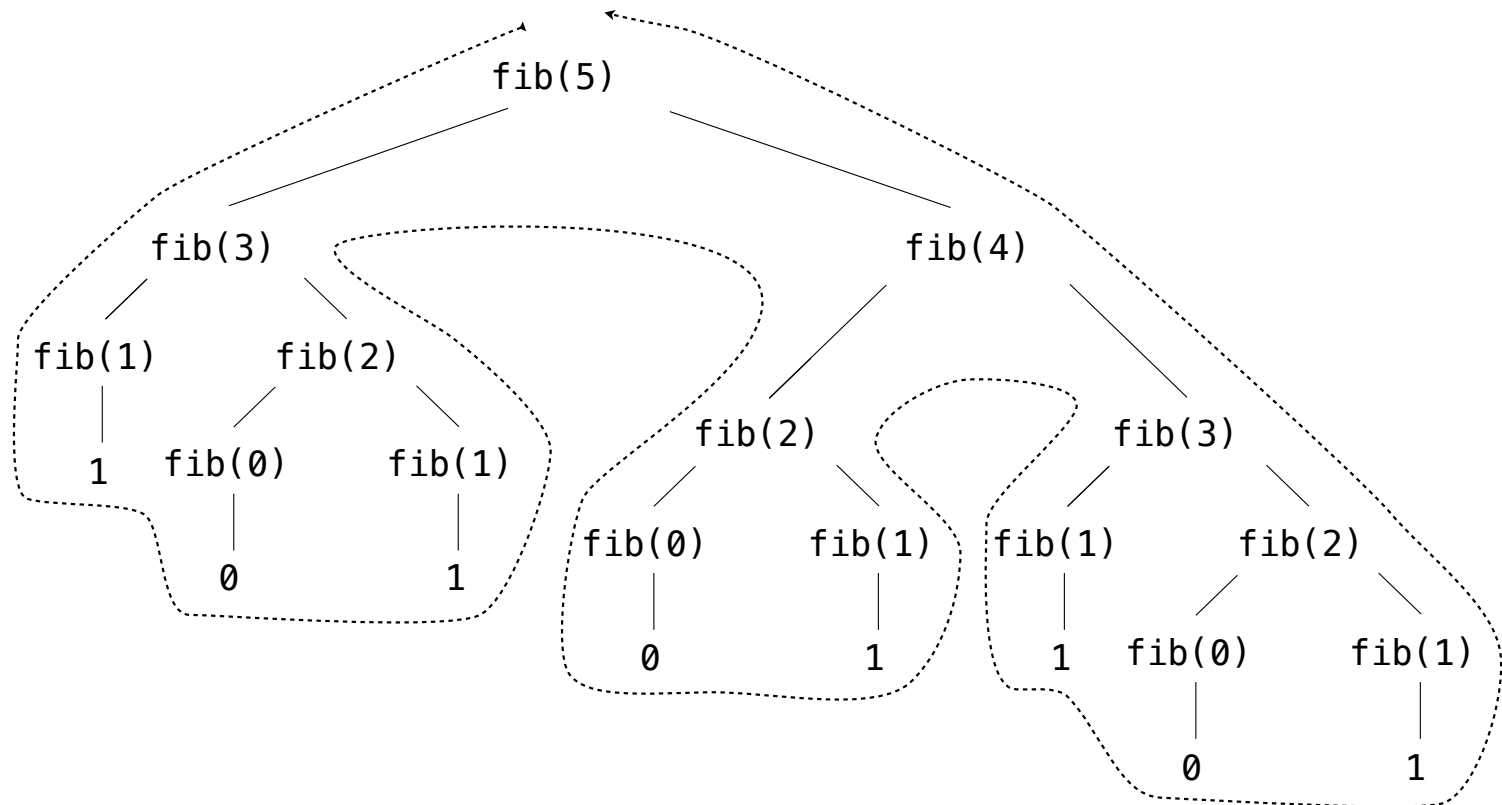 fib(5)
fib(3) fib(4)
fib(1) fib(2)
fib(2) fib(3)
1 fib(0) fib(1)
fib(0) fib(1) fib(1) fib(2)
0 1
0 1 1 fib(0) fib(1)
0 1